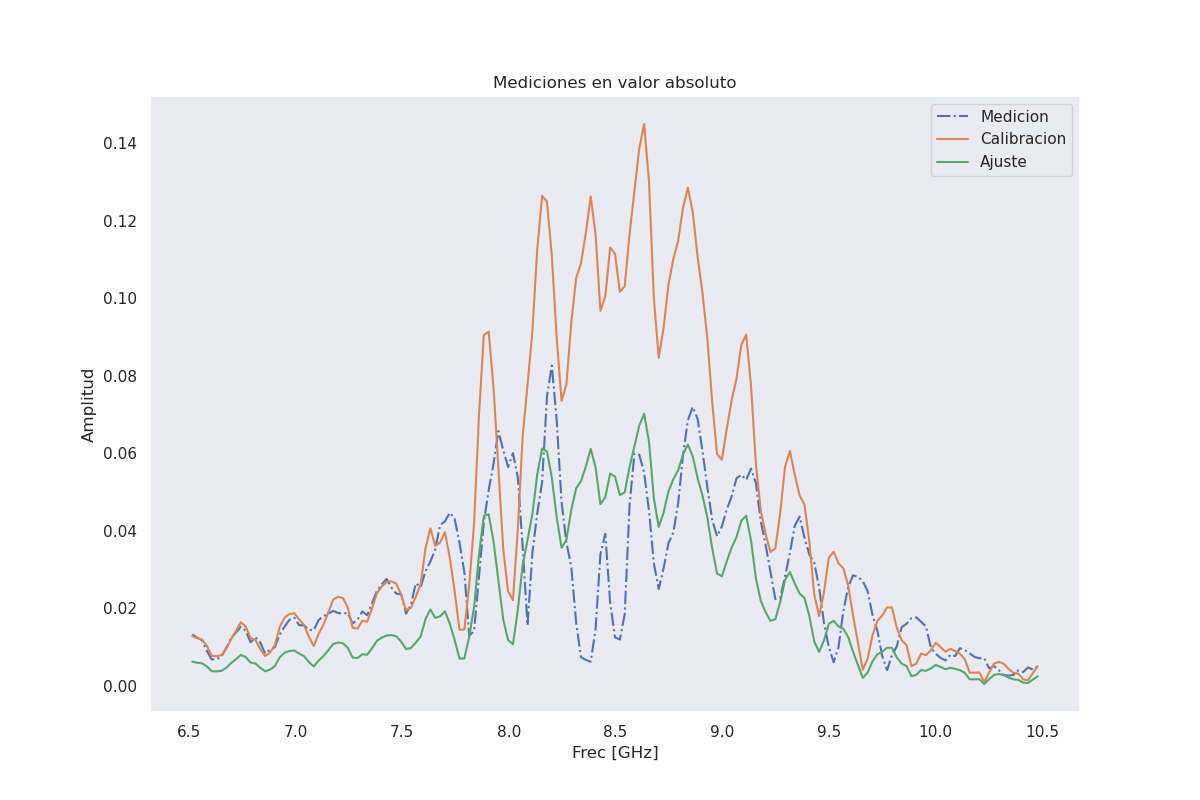 Mediciones en valor absoluto
Medicion
Calibracion
Ajuste
Amplitud
0.14
0.12
0.10
0.08
0.06
0.04
0.02
0.00
6.5 7.0 7.5 8.0 8.5 9.0 9.5 10.0 10.5
Frec [GHz]